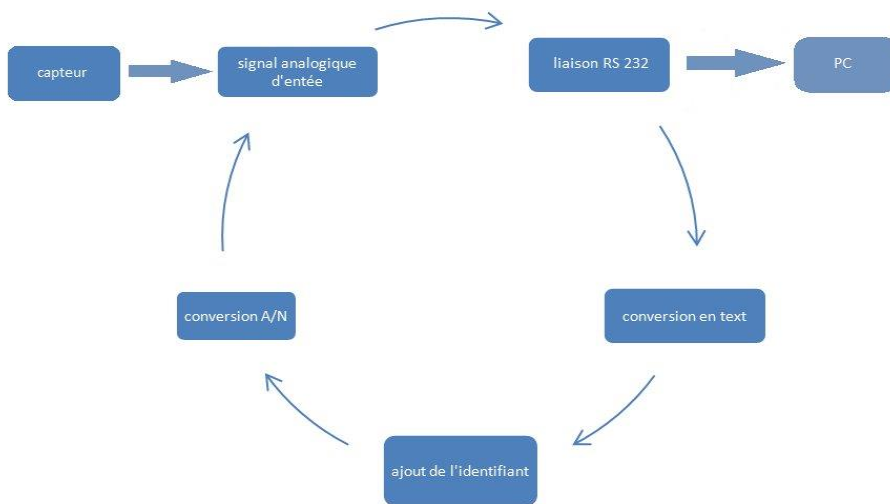 capteur
signal analogique
d'entée
liaison RS 232
PC
conversion A/N
conversion en text
ajout de l'identifiant